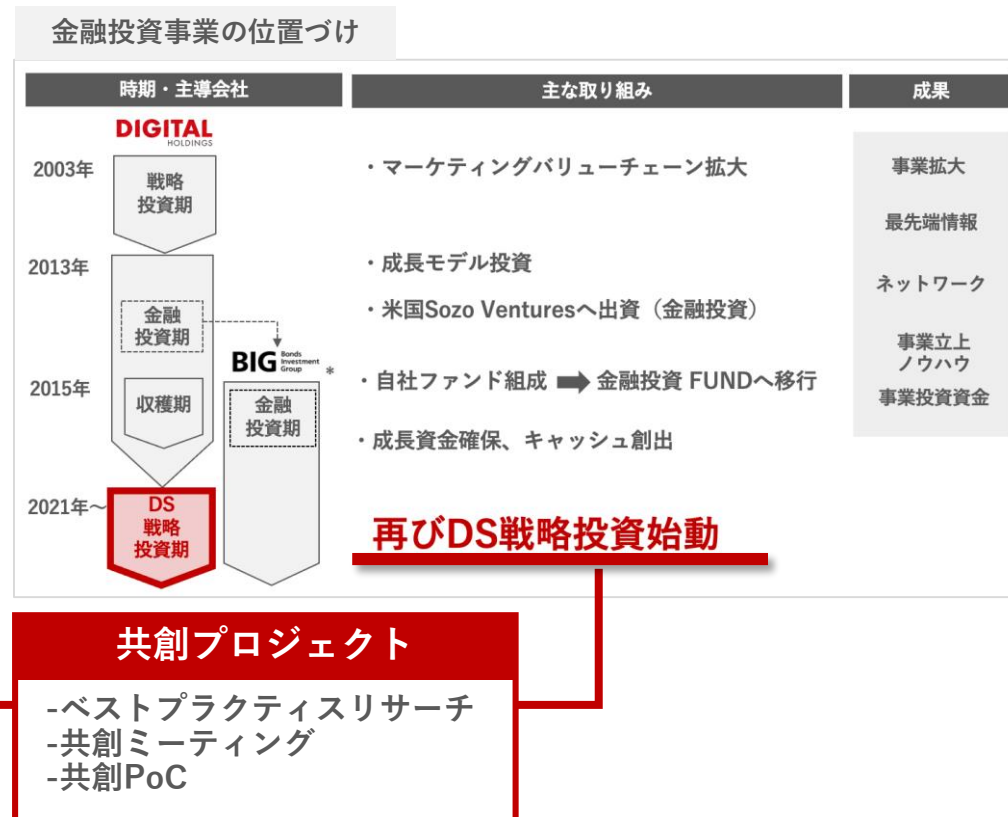 金融投資事業の位置づけ
時期・主導会社
主な取り組み
成果
DIGITAL
HOLDINGS
2003年
戦略
投資期
・マーケティングバリューチェーン拡大
事業拡大
最先端情報
2013年
・成長モデル投資
ネットワーク
金融
投資期
・米国Sozo Venturesへ出資（金融投資）
事業立上
ノウハウ
BIG Bonds
Investment
Group *
2015年
収穫期
金融
投資期
・自社ファンド組成 ➡ 金融投資 FUNDへ移行
事業投資資金
・成長資金確保、キャッシュ創出
2021年～
DS
戦略
投資期
再びDS戦略投資始動
共創プロジェクト
-ベストプラクティスリサーチ
-共創ミーティング
-共創PoC